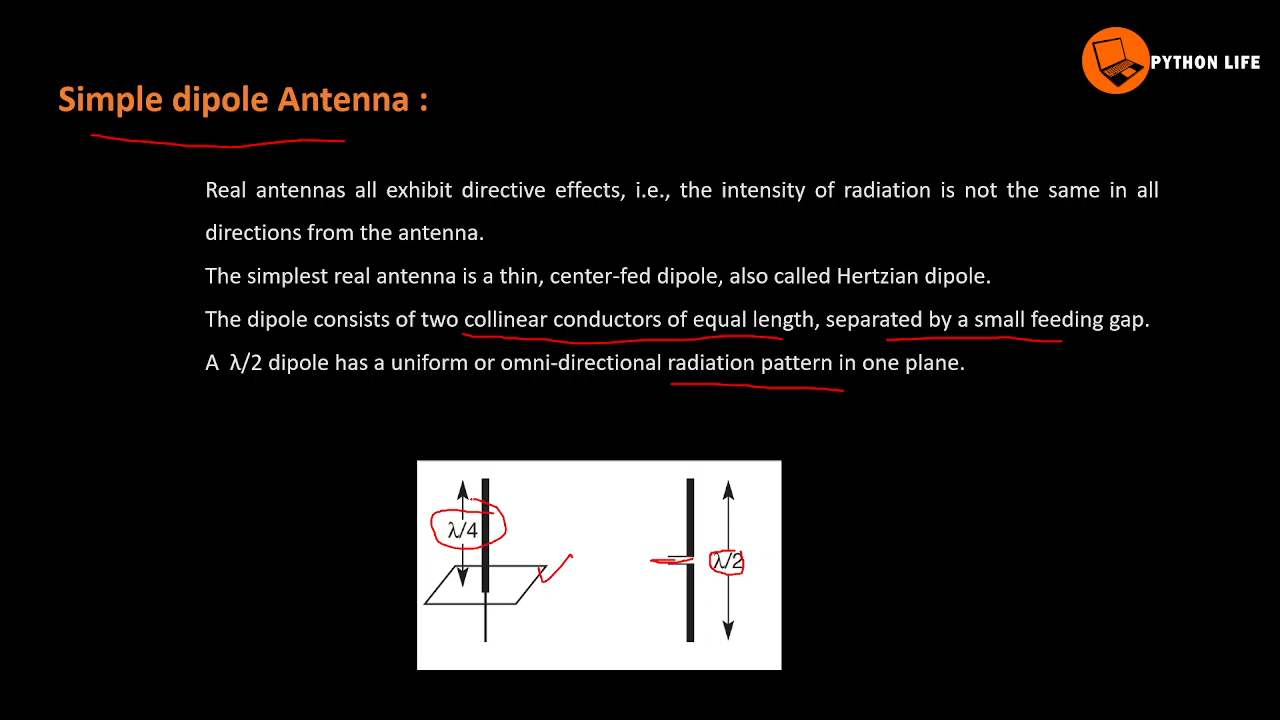 PYTHON LIFE
Simple dipole Antenna :
Real antennas all exhibit directive effects, i.e., the intensity of radiation is not the same in all
directions from the antenna.
The simplest real antenna is a thin, center-fed dipole, also called Hertzian dipole.
The dipole consists of two collinear conductors of equal length, separated by a small feeding gap.
A λ/2 dipole has a uniform or omni-directional radiation pattern in one plane.
λ/4
λ/2